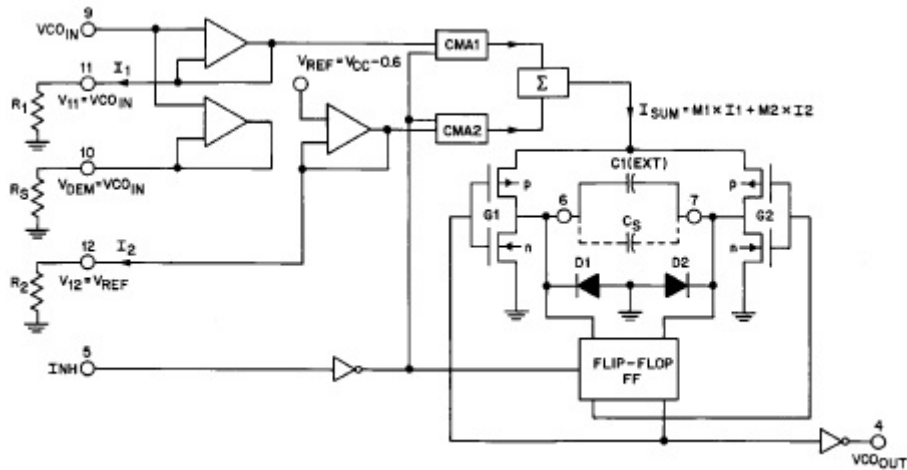 9
VCO_IN
11
I_1
R_1
V_11=VCO_IN
10
R_S
V_DEM=VCO_IN
12
I_2
R_2
V_12=V_REF
5
INH
V_REF=V_CC-0.6
CMA1
CMA2
Σ
I_SUM=M1×I1+M2×I2
C1(EXT)
p
p
G1
6
7
G2
C_S
n
n
D1
D2
FLIP-FLOP
FF
4
VCO_OUT